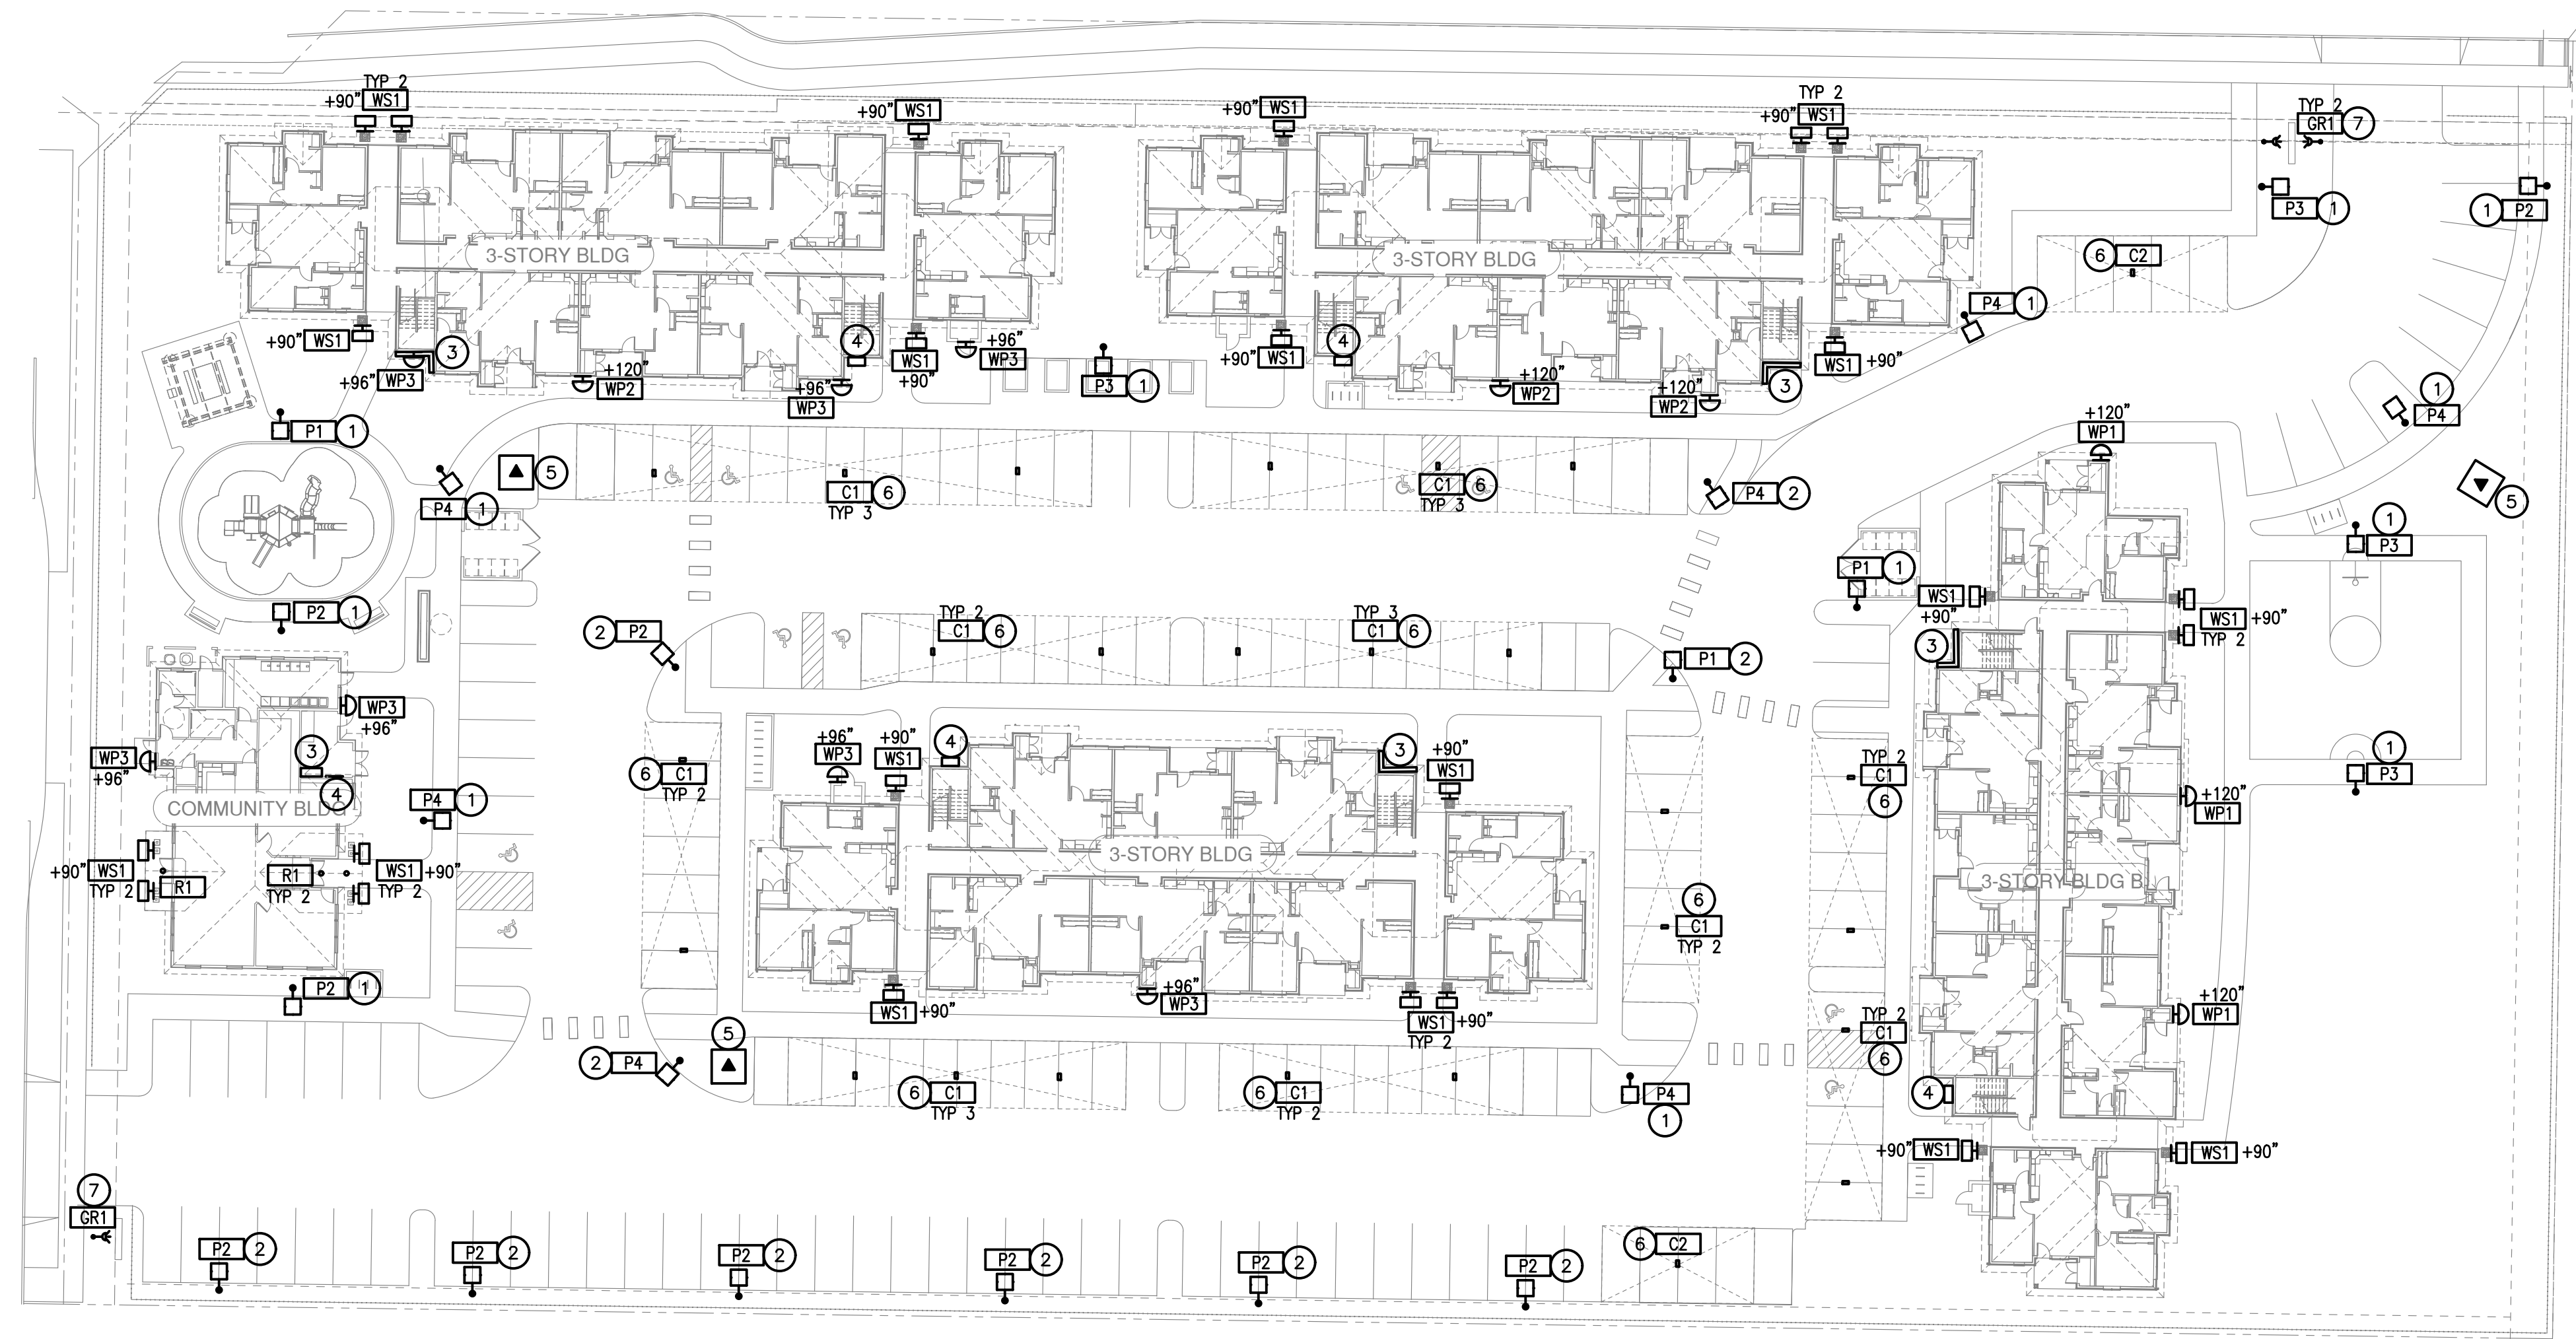 TYP 2
+90" WS1
+90" WS1
+90" WS1
TYP 2
+90" WS1
TYP 2
GR1 7
P3 1
1 P2
3-STORY BLDG
3-STORY BLDG
6 C2
P4 1
+90" WS1
3
+96" WP3
+120"
WP2
4
+96"
WP3
WS1
+90"
+96"
WP3
P3 1
+90" WS1
4
+120"
WP2
+120"
WP2
3
WS1 +90"
1
P4
P1 1
+120"
WP1
P4 1
5
C1 6
TYP 3
C1 6
TYP 3
P4 2
5
1
P3
P1 1
WS1
+90"
WS1 +90"
TYP 2
3
P2 1
2 P2
TYP 2
C1 6
TYP 3
C1 6
P1 2
WP3
+96"
WP3
+96"
3
4
COMMUNITY BLDG
P4 1
6 C1
TYP 2
+96"
WP3
+90"
WS1
4
3
+90"
WS1
TYP 2
C1
6
1
P3
+120"
WP1
3-STORY BLDG
3-STORY BLDG B
+90" WS1
TYP 2
R1
R1
TYP 2
WS1 +90"
TYP 2
6
C1
TYP 2
P2 1
WS1 +90"
+96"
WP3
WS1 +90"
TYP 2
TYP 2
C1
6
+120"
WP1
2 P4
5
6 C1
TYP 3
6 C1
TYP 2
P4
1
4
+90" WS1
WS1 +90"
7
GR1
P2 2
P2 2
P2 2
P2 2
P2 2
P2 2
6 C2